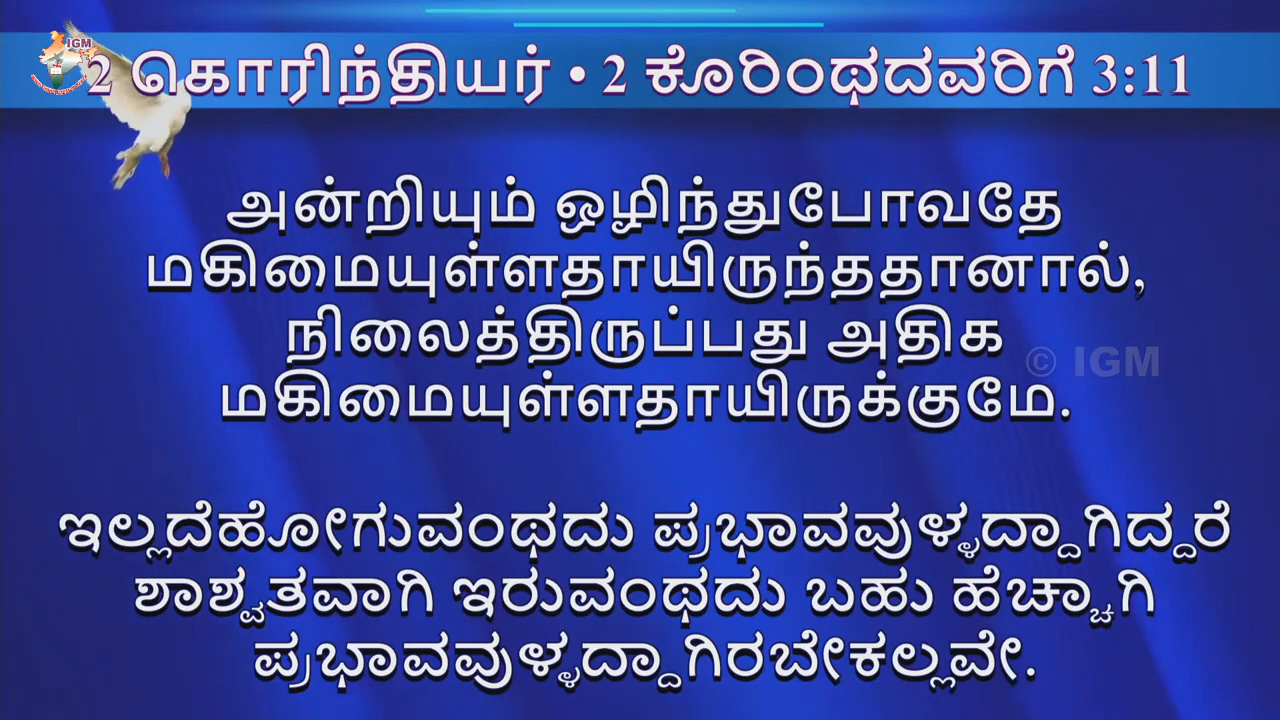 IGM
2 கொரிந்தியர் • 2 ಕೊರಿಂಥದವರಿಗೆ 3:11
அன்றியும் ஒழிந்துபோவதே
மகிமையுள்ளதாயிருந்ததானால்,
நிலைத்திருப்பது அதிக
© IGM
மகிமையுள்ளதாயிருக்குமே.
ಇಲ್ಲದೆಹೋಗುವಂಥದು ಪ್ರಭಾವವುಳ್ಳದ್ದಾಗಿದ್ದರೆ
ಶಾಶ್ವತವಾಗಿ ಇರುವಂಥದು ಬಹು ಹೆಚ್ಚಾಗಿ
ಪ್ರಭಾವವುಳ್ಳದ್ದಾಗಿರಬೇಕಲ್ಲವೇ.